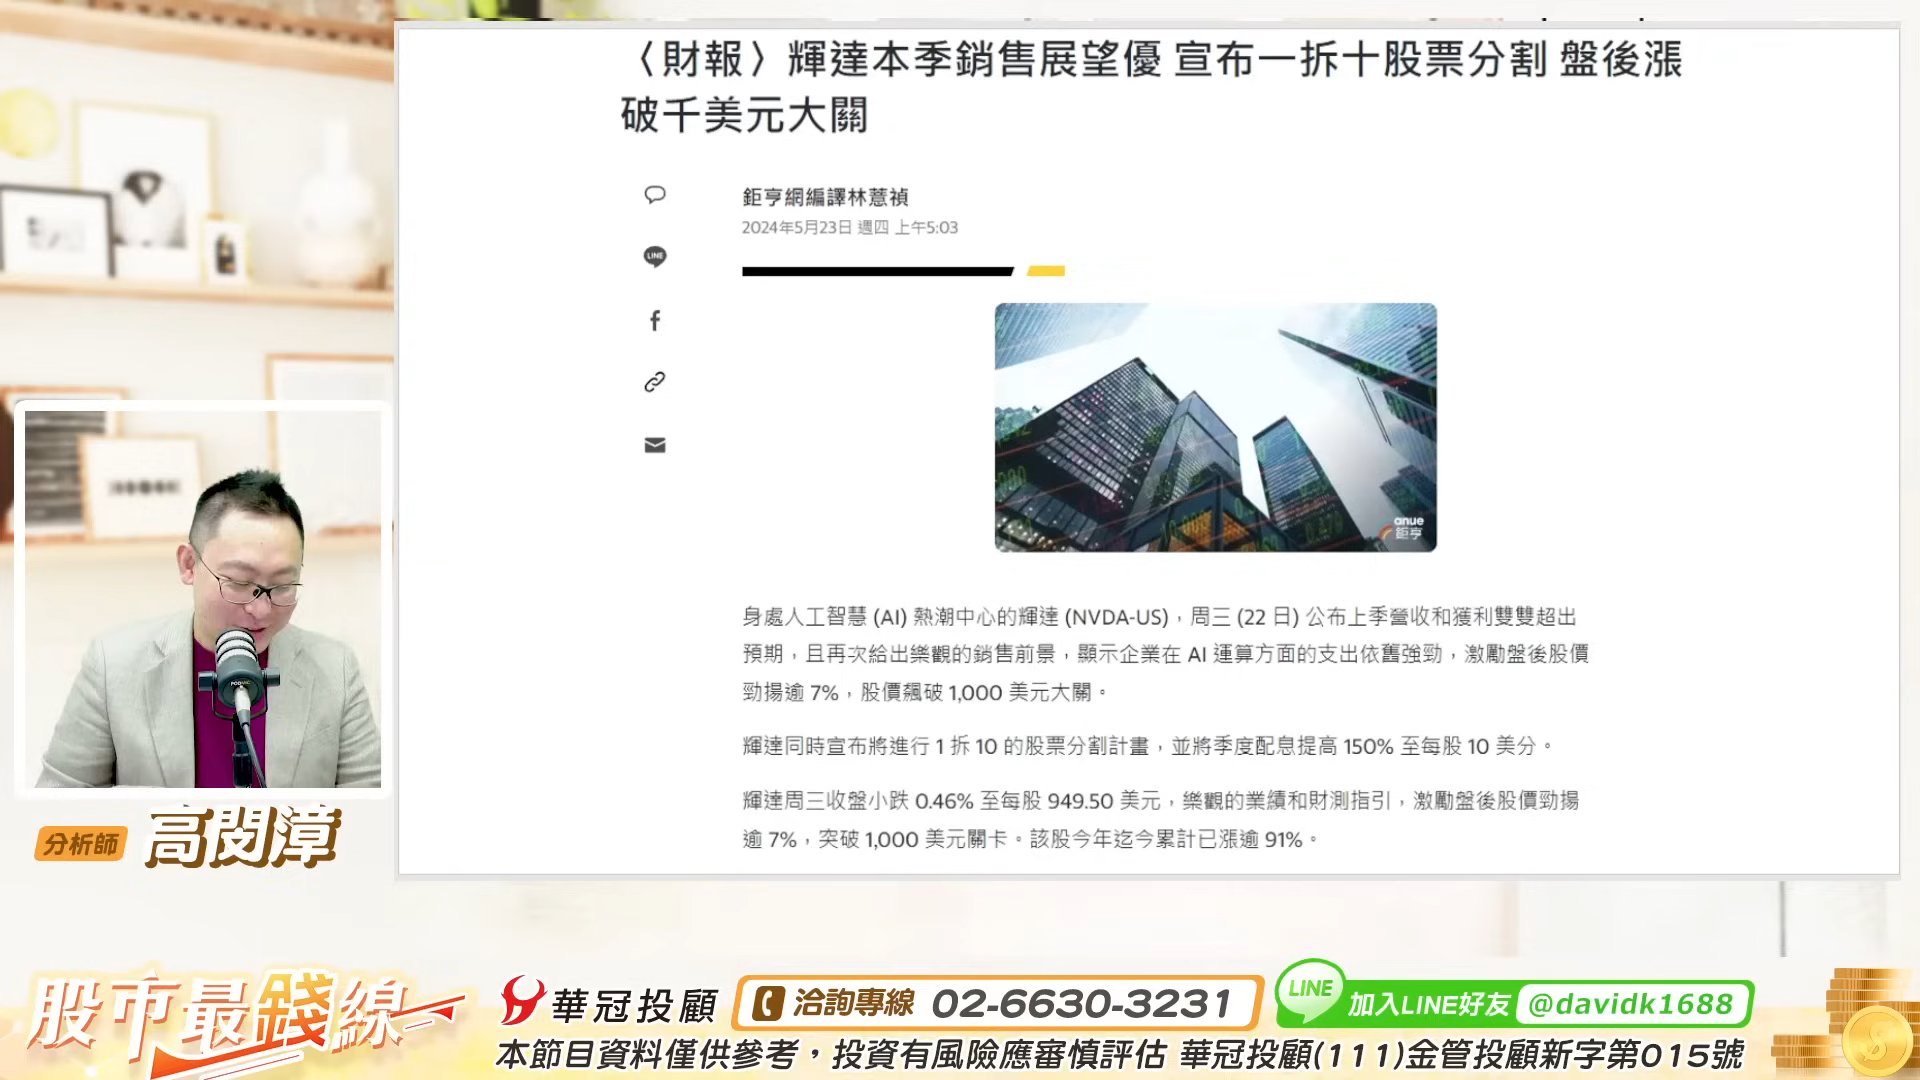 〈財報〉輝達本季銷售展望優 宣布一拆十股票分割 盤後漲
破千美元大關
鉅亨網編譯林薏禎
2024年5月23日 週四 上午5:03
LINE
anue
鉅亨
身處人工智慧 (AI) 熱潮中心的輝達 (NVDA-US)，周三 (22 日) 公布上季營收和獲利雙雙超出
預期，且再次給出樂觀的銷售前景，顯示企業在 AI 運算方面的支出依舊強勁，激勵盤後股價
勁揚逾 7%，股價飆破 1,000 美元大關。
輝達同時宣布將進行 1 拆 10 的股票分割計畫，並將季度配息提高 150% 至每股 10 美分。
輝達周三收盤小跌 0.46% 至每股 949.50 美元，樂觀的業績和財測指引，激勵盤後股價勁揚
逾 7%，突破 1,000 美元關卡。該股今年迄今累計已漲逾 91%。
分析師 高閔漳
股市最錢線
華冠投顧 洽詢專線 02-6630-3231
LINE 加入LINE好友 @davidk1688
本節目資料僅供參考，投資有風險應審慎評估 華冠投顧(111)金管投顧新字第015號